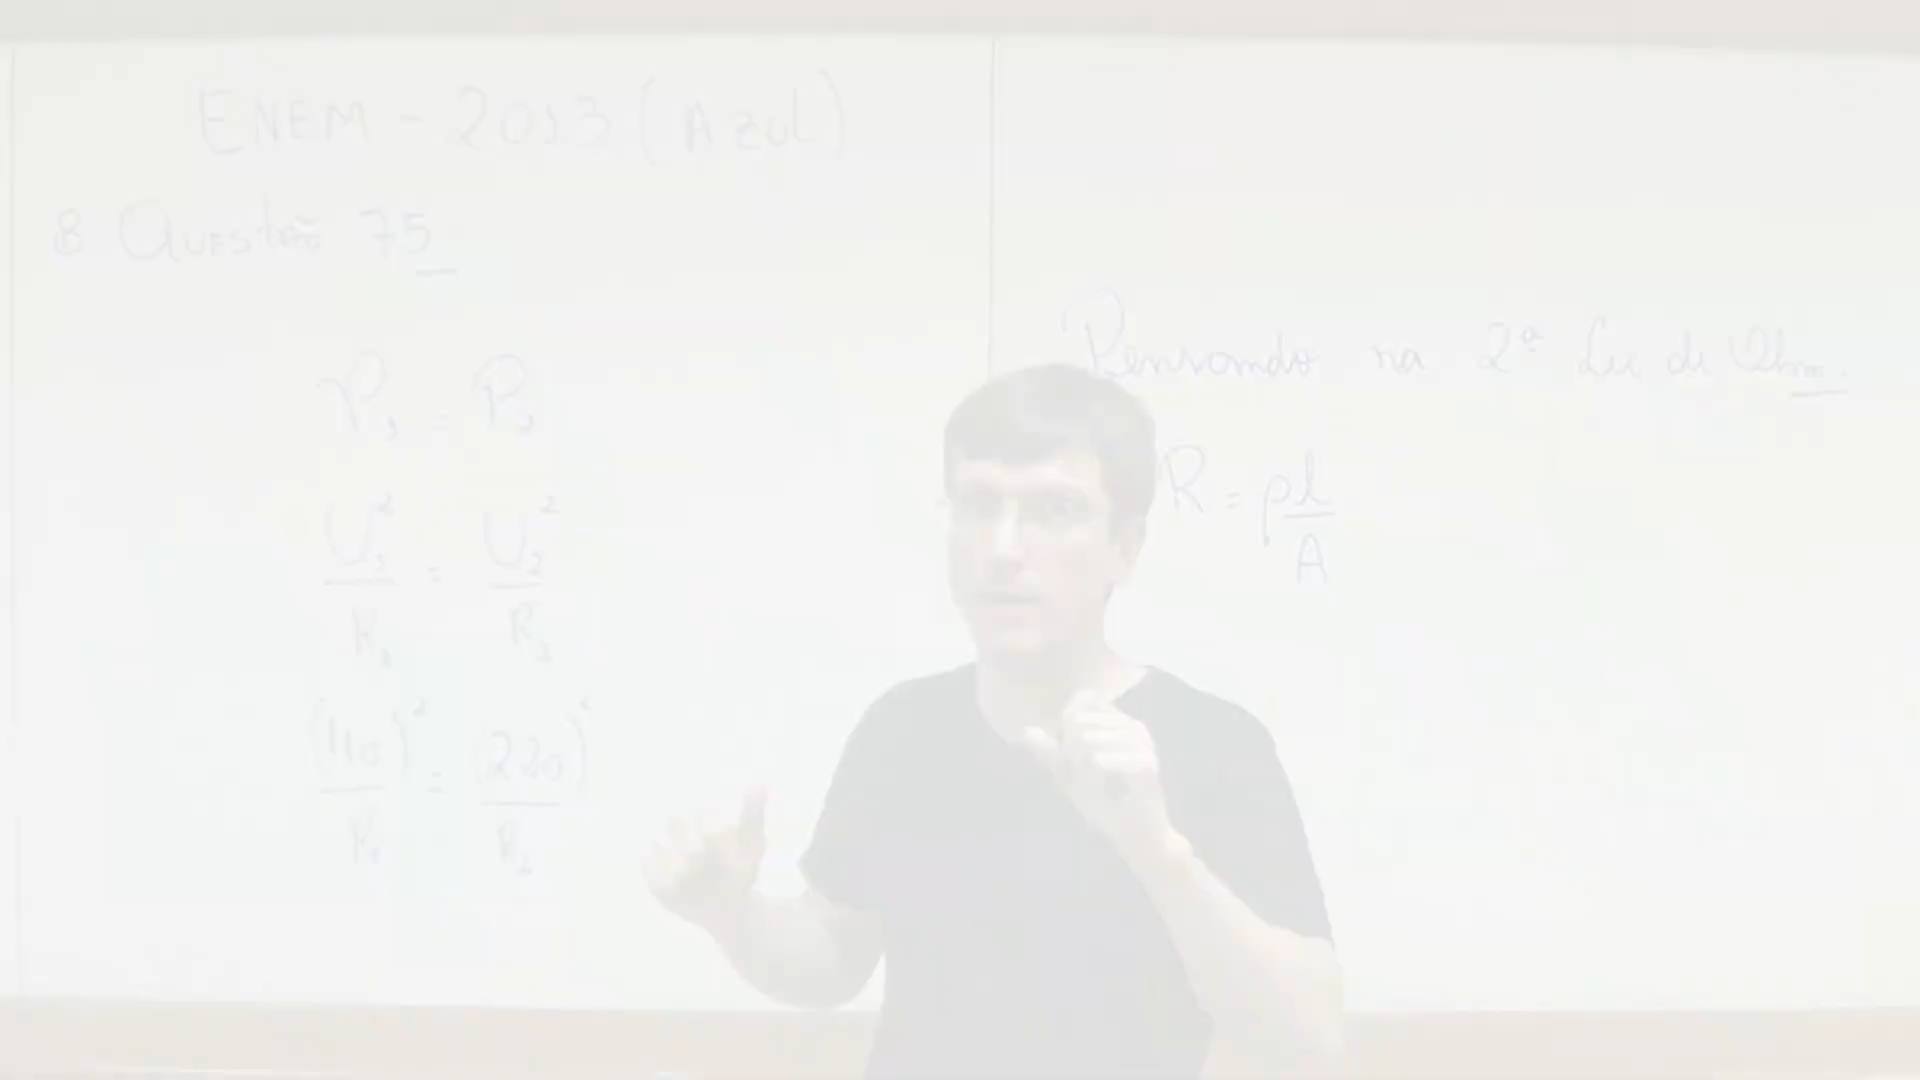 ENEM - 2013 (Azul)
8 Questão 75
P₁ = P₂
U₁² / R₁ = U₂² / R₂
(110)² / R₁ = (220)² / R₂
Pensando na 2ª Lei de Ohm.
R = ρl / A